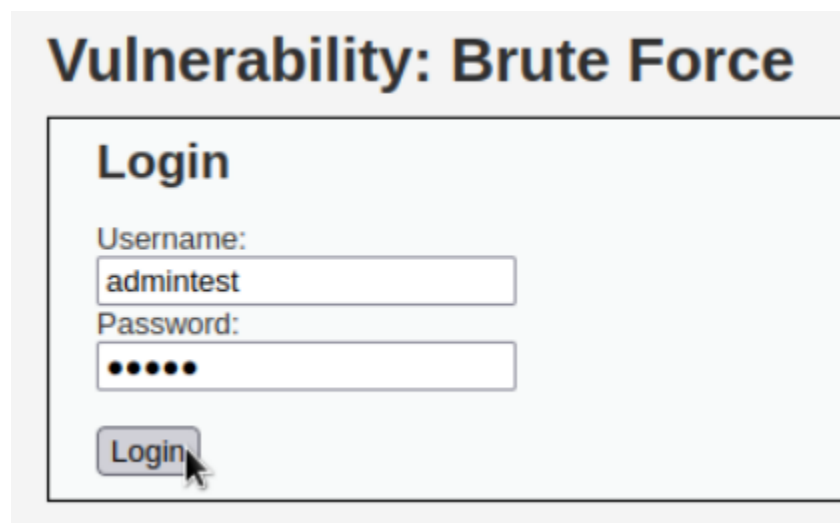 Vulnerability: Brute Force
Login
Username:
admintest
Password:
●●●●●
Login